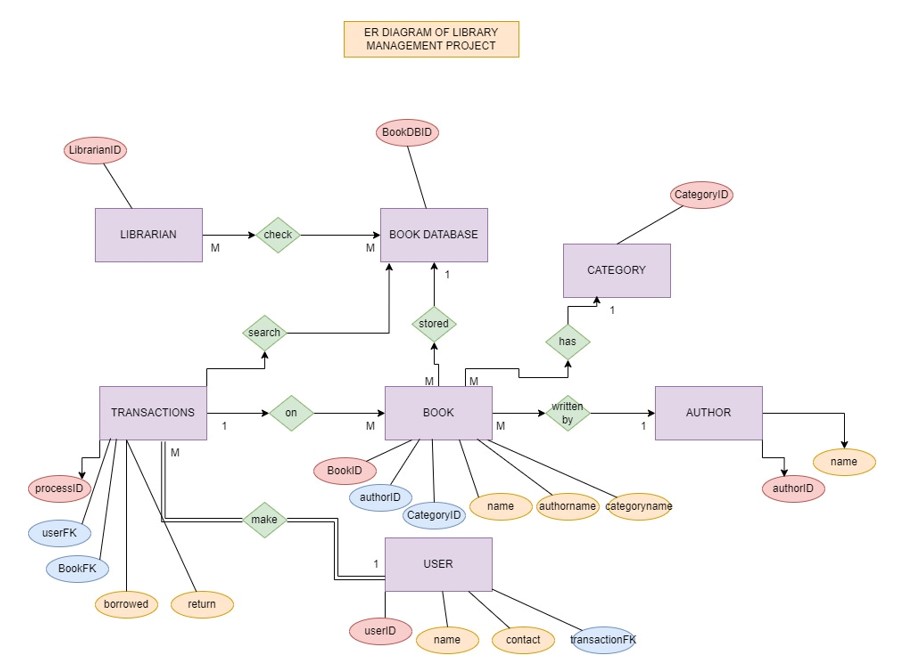 ER DIAGRAM OF LIBRARY
MANAGEMENT PROJECT
BookDBID
LibrarianID
CategoryID
LIBRARIAN
M
check
M
BOOK DATABASE
CATEGORY
1
1
search
stored
has
M
M
TRANSACTIONS
1
on
M
BOOK
M
written
by
1
AUTHOR
M
name
BookID
processID
authorID
authorID
CategoryID
name
authorname
categoryname
userFK
make
BookFK
1
USER
borrowed
return
userID
name
contact
transactionFK